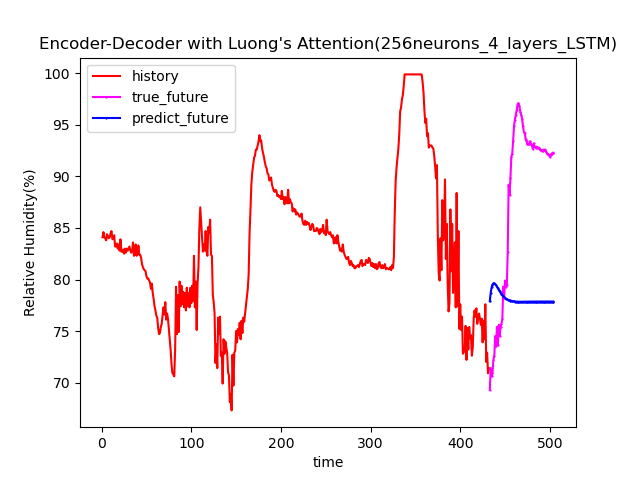 Encoder-Decoder with Luong's Attention(256neurons_4_layers_LSTM)
history
true_future
predict_future
100
95
90
85
80
75
70
Relative Humidity(%)
0 100 200 300 400 500
time